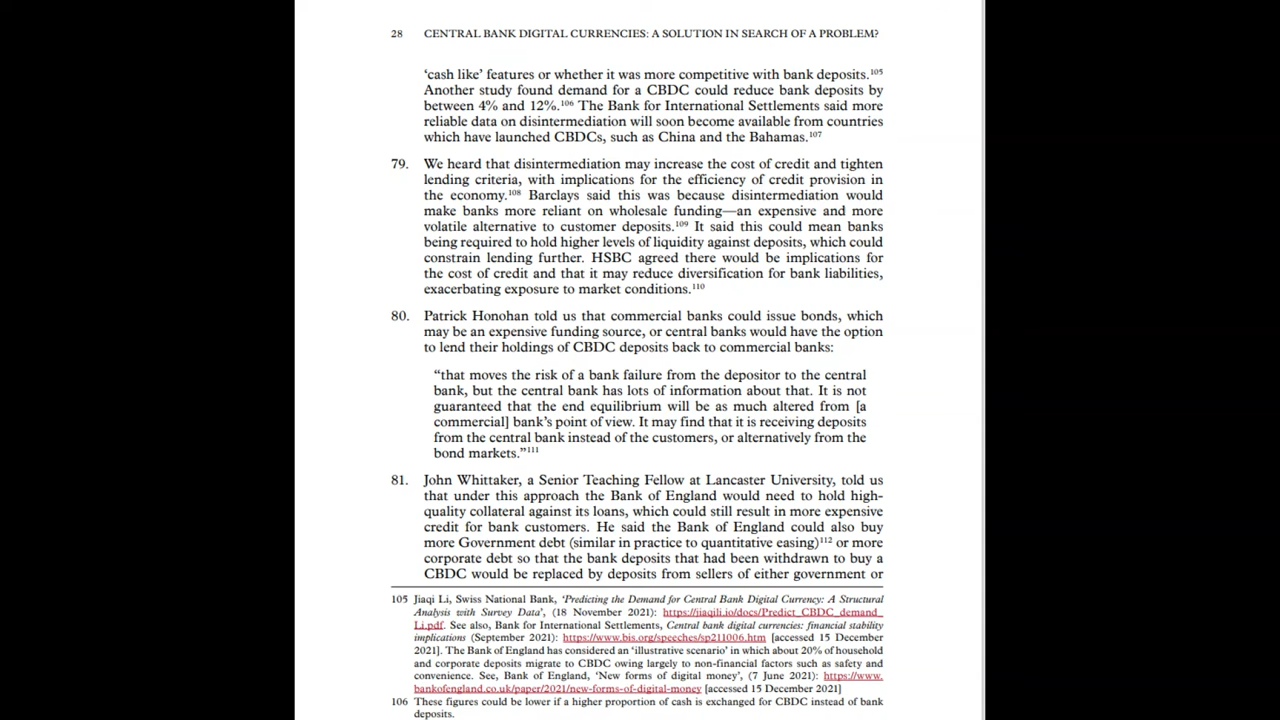 28 CENTRAL BANK DIGITAL CURRENCIES: A SOLUTION IN SEARCH OF A PROBLEM?
‘cash like’ features or whether it was more competitive with bank deposits.105
Another study found demand for a CBDC could reduce bank deposits by
between 4% and 12%.106 The Bank for International Settlements said more
reliable data on disintermediation will soon become available from countries
which have launched CBDCs, such as China and the Bahamas.107
79. We heard that disintermediation may increase the cost of credit and tighten
lending criteria, with implications for the efficiency of credit provision in
the economy.108 Barclays said this was because disintermediation would
make banks more reliant on wholesale funding—an expensive and more
volatile alternative to customer deposits.109 It said this could mean banks
being required to hold higher levels of liquidity against deposits, which could
constrain lending further. HSBC agreed there would be implications for
the cost of credit and that it may reduce diversification for bank liabilities,
exacerbating exposure to market conditions.110
80. Patrick Honohan told us that commercial banks could issue bonds, which
may be an expensive funding source, or central banks would have the option
to lend their holdings of CBDC deposits back to commercial banks:
“that moves the risk of a bank failure from the depositor to the central
bank, but the central bank has lots of information about that. It is not
guaranteed that the end equilibrium will be as much altered from [a
commercial] bank’s point of view. It may find that it is receiving deposits
from the central bank instead of the customers, or alternatively from the
bond markets.”111
81. John Whittaker, a Senior Teaching Fellow at Lancaster University, told us
that under this approach the Bank of England would need to hold high-
quality collateral against its loans, which could still result in more expensive
credit for bank customers. He said the Bank of England could also buy
more Government debt (similar in practice to quantitative easing)112 or more
corporate debt so that the bank deposits that had been withdrawn to buy a
CBDC would be replaced by deposits from sellers of either government or
105 Jiaqi Li, Swiss National Bank, ‘Predicting the Demand for Central Bank Digital Currency: A Structural
Analysis with Survey Data’, (18 November 2021): https://jiaqili.io/docs/Predict_CBDC_demand_
Li.pdf. See also, Bank for International Settlements, Central bank digital currencies: financial stability
implications (September 2021): https://www.bis.org/speeches/sp211006.htm [accessed 15 December
2021]. The Bank of England has considered an ‘illustrative scenario’ in which about 20% of household
and corporate deposits migrate to CBDC owing largely to non-financial factors such as safety and
convenience. See, Bank of England, ‘New forms of digital money’, (7 June 2021): https://www.
bankofengland.co.uk/paper/2021/new-forms-of-digital-money [accessed 15 December 2021]
106 These figures could be lower if a higher proportion of cash is exchanged for CBDC instead of bank
deposits.